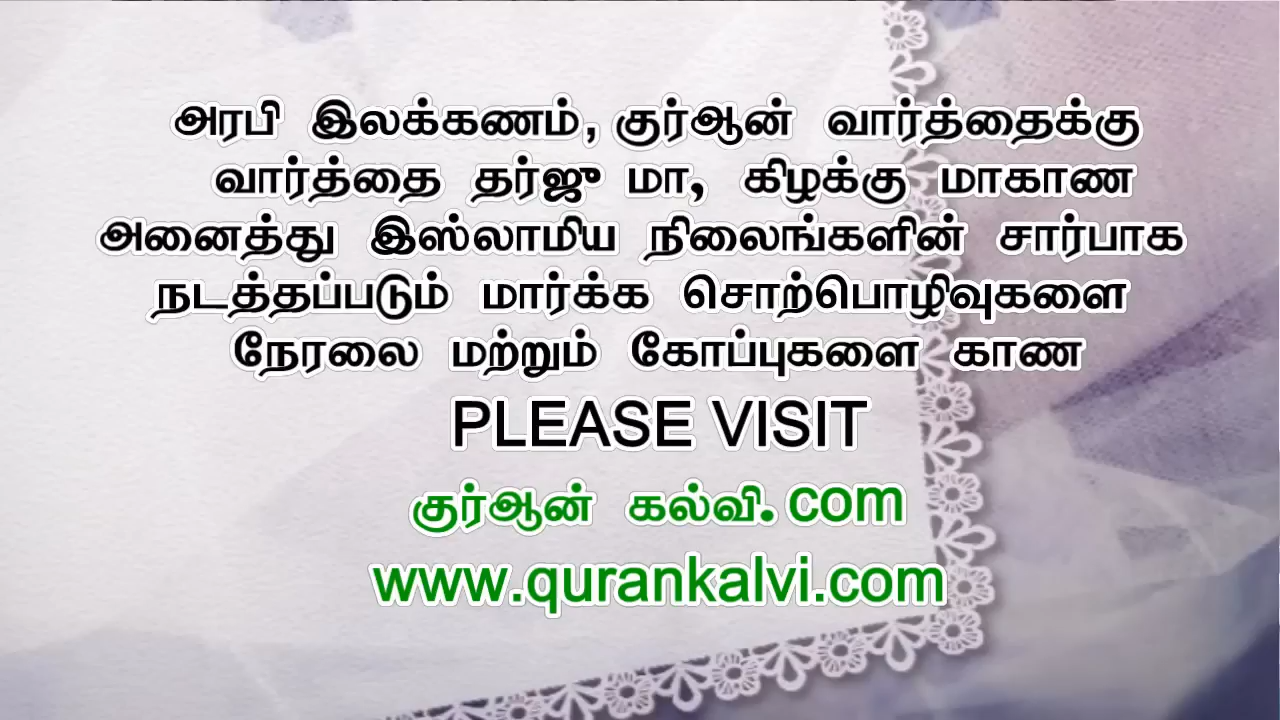 அரபி இலக்கணம், குர்ஆன் வார்த்தைக்கு
வார்த்தை தர்ஜு மா, கிழக்கு மாகாண
அனைத்து இஸ்லாமிய நிலைங்களின் சார்பாக
நடத்தப்படும் மார்க்க சொற்பொழிவுகளை
நேரலை மற்றும் கோப்புகளை காண
PLEASE VISIT
குர்ஆன் கல்வி. com
www.qurankalvi.com